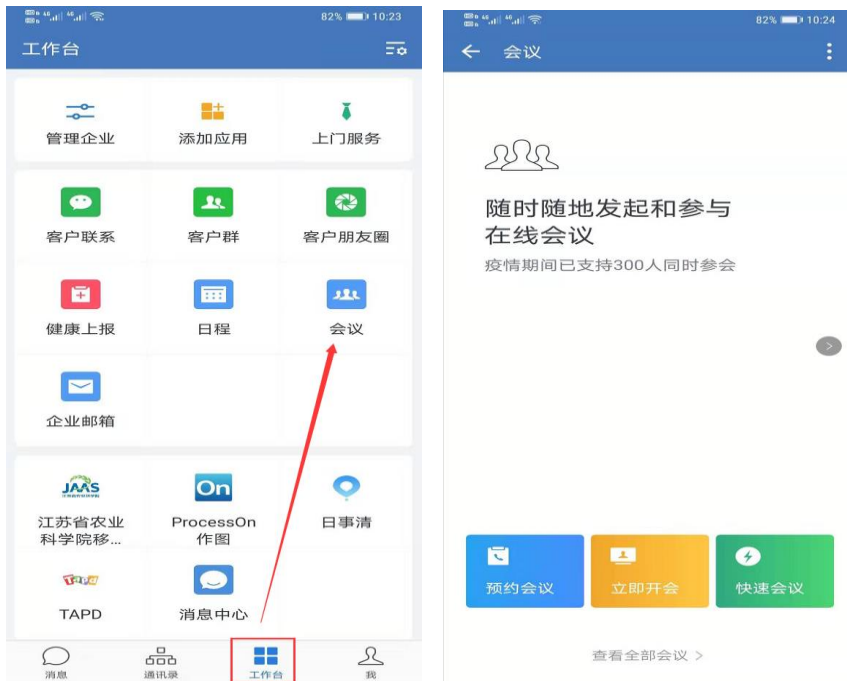 82% 10:23
工作台
管理企业
添加应用
上门服务
客户联系
客户群
客户朋友圈
健康上报
日程
会议
企业邮箱
JAAS
On
江苏省农业
科学院移...
ProcessOn
作图
日事清
TAPD
TAPD
消息中心
消息
通讯录
工作台
我
82% 10:24
会议
随时随地发起和参与
在线会议
疫情期间已支持300人同时参会
预约会议
立即开会
快速会议
查看全部会议 >